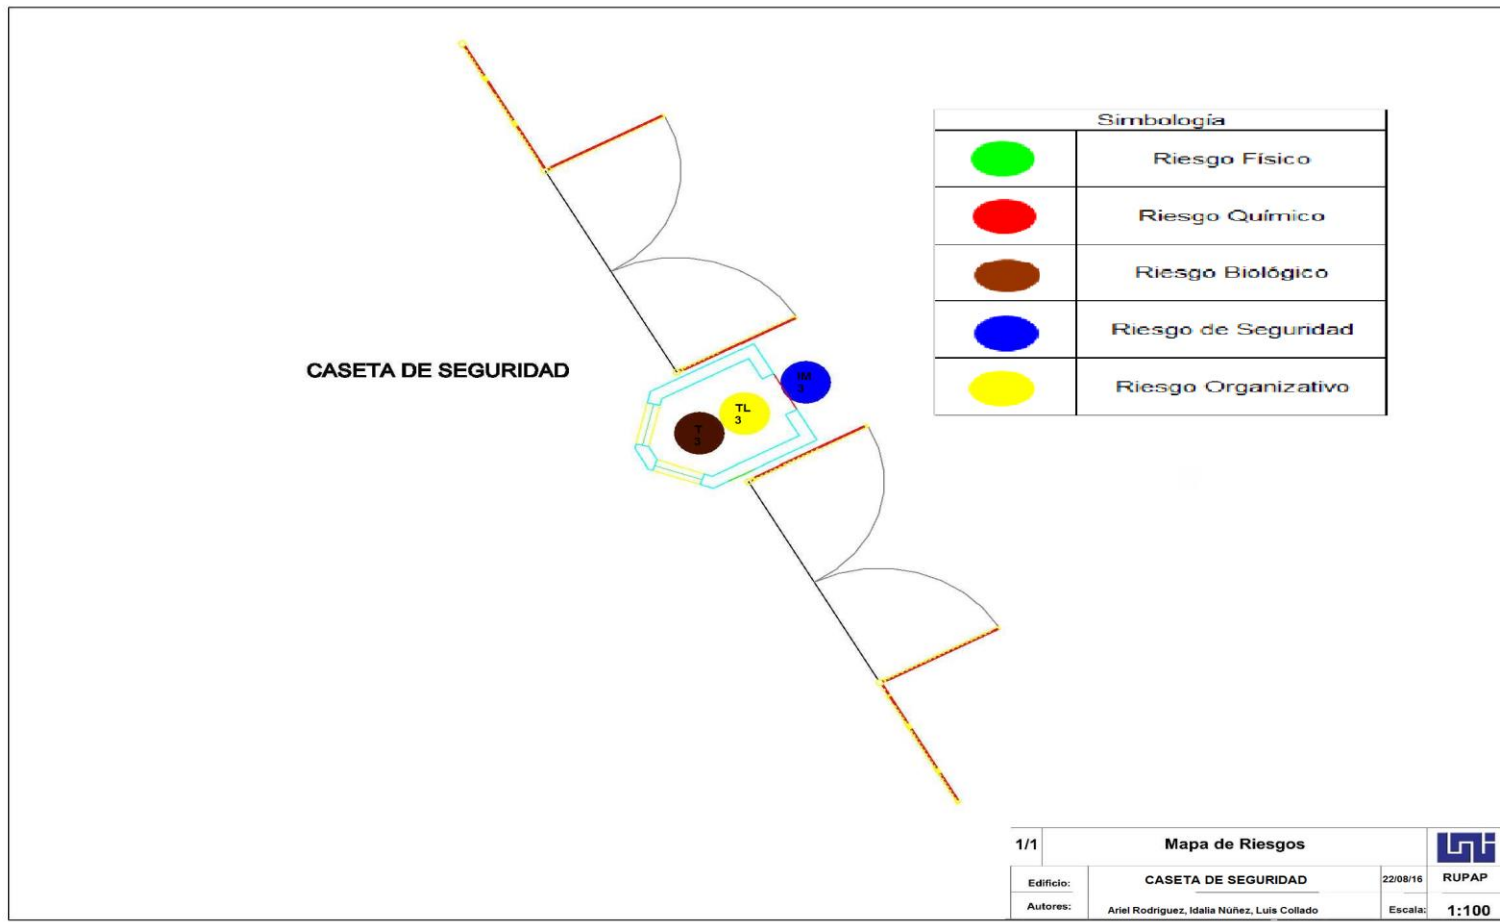 Simbología
Riesgo Físico
Riesgo Químico
Riesgo Biológico
Riesgo de Seguridad
Riesgo Organizativo
CASETA DE SEGURIDAD
IM
3
TL
3
T
3
1/1 Mapa de Riesgos
Edificio: CASETA DE SEGURIDAD 22/08/16 RUPAP
Autores: Ariel Rodriguez, Idalia Núñez, Luis Collado Escala: 1:100